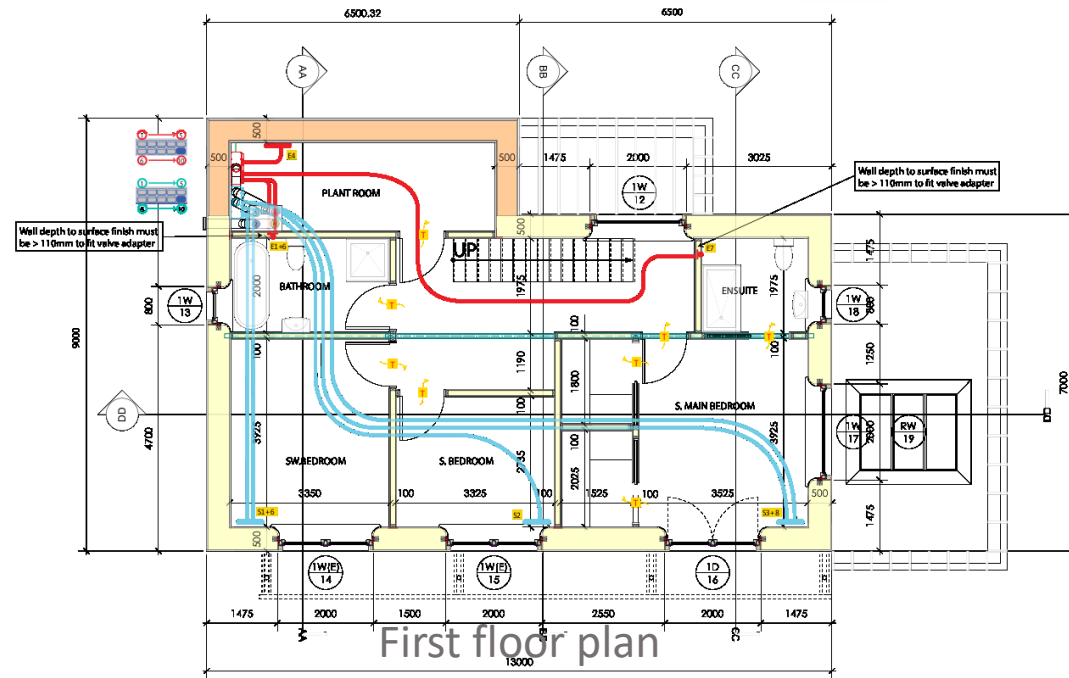 6500.32
6500
AA
BB
CC
500
500
500
1475
2000
3025
E4
PLANT ROOM
1W
12
Wall depth to surface finish must
be > 110mm to fit valve adapter
Wall depth to surface finish must
be > 110mm to fit valve adapter
500
T
UP
E1+6
E7
BATHROOM
2000
1975
ENSUITE
1975
1475
9000
800
1W
13
T
1W
18
T
T
100
100
100
T
T
1190
1800
1250
7000
T
100
S. MAIN BEDROOM
DD
4700
3925
SW.BEDROOM
S. BEDROOM
2735
100
2025
3925
1W
17
RW
19
DD
3350
100
3325
100
1525
100
3525
500
S1+6
S2
T
S3+8
1475
500
1W(E)
14
1W(E)
15
1D
16
1475
2000
1500
2000
2550
2000
1475
AA
CC
First floor plan
13000